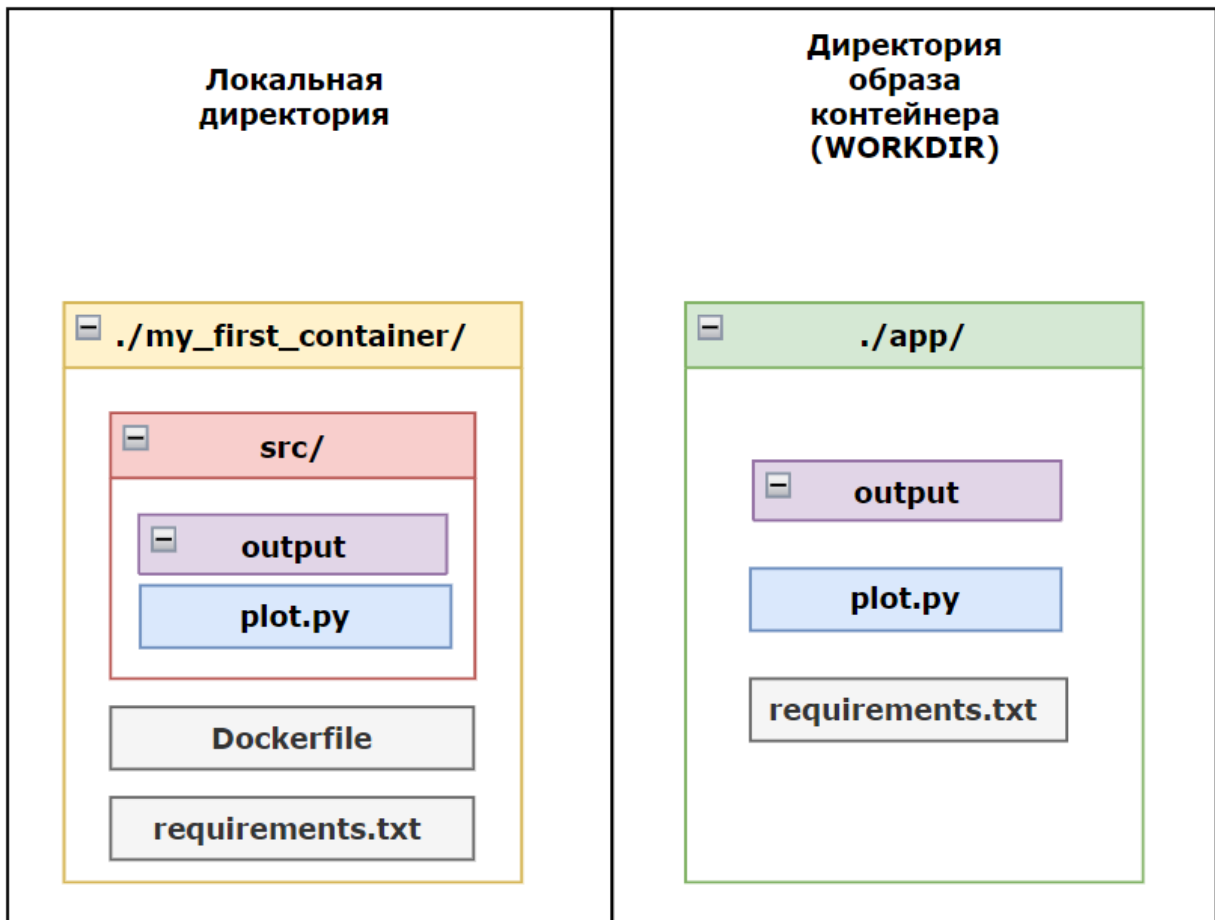 Локальная
директория
./my_first_container/
src/
output
plot.py
Dockerfile
requirements.txt
Директория
образа
контейнера
(WORKDIR)
./app/
output
plot.py
requirements.txt